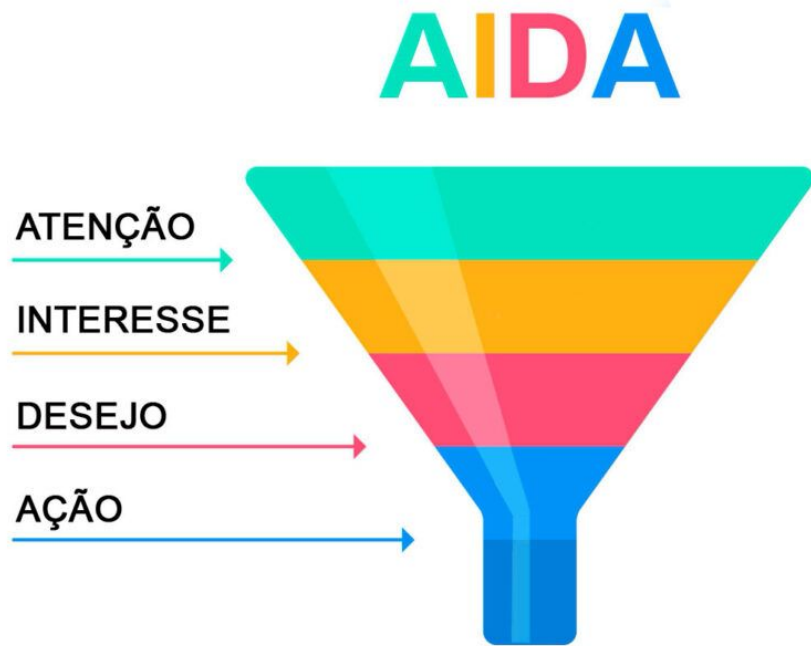 AIDA
ATENÇÃO
INTERESSE
DESEJO
AÇÃO